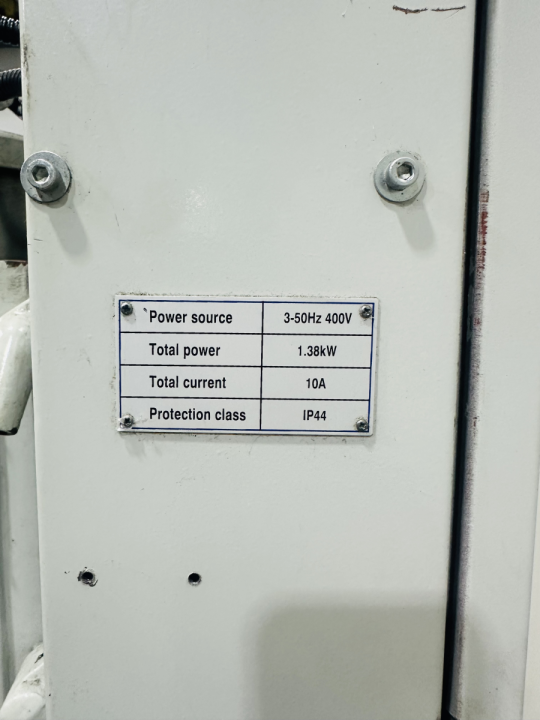 Power source 3-50Hz 400V
Total power 1.38kW
Total current 10A
Protection class IP44